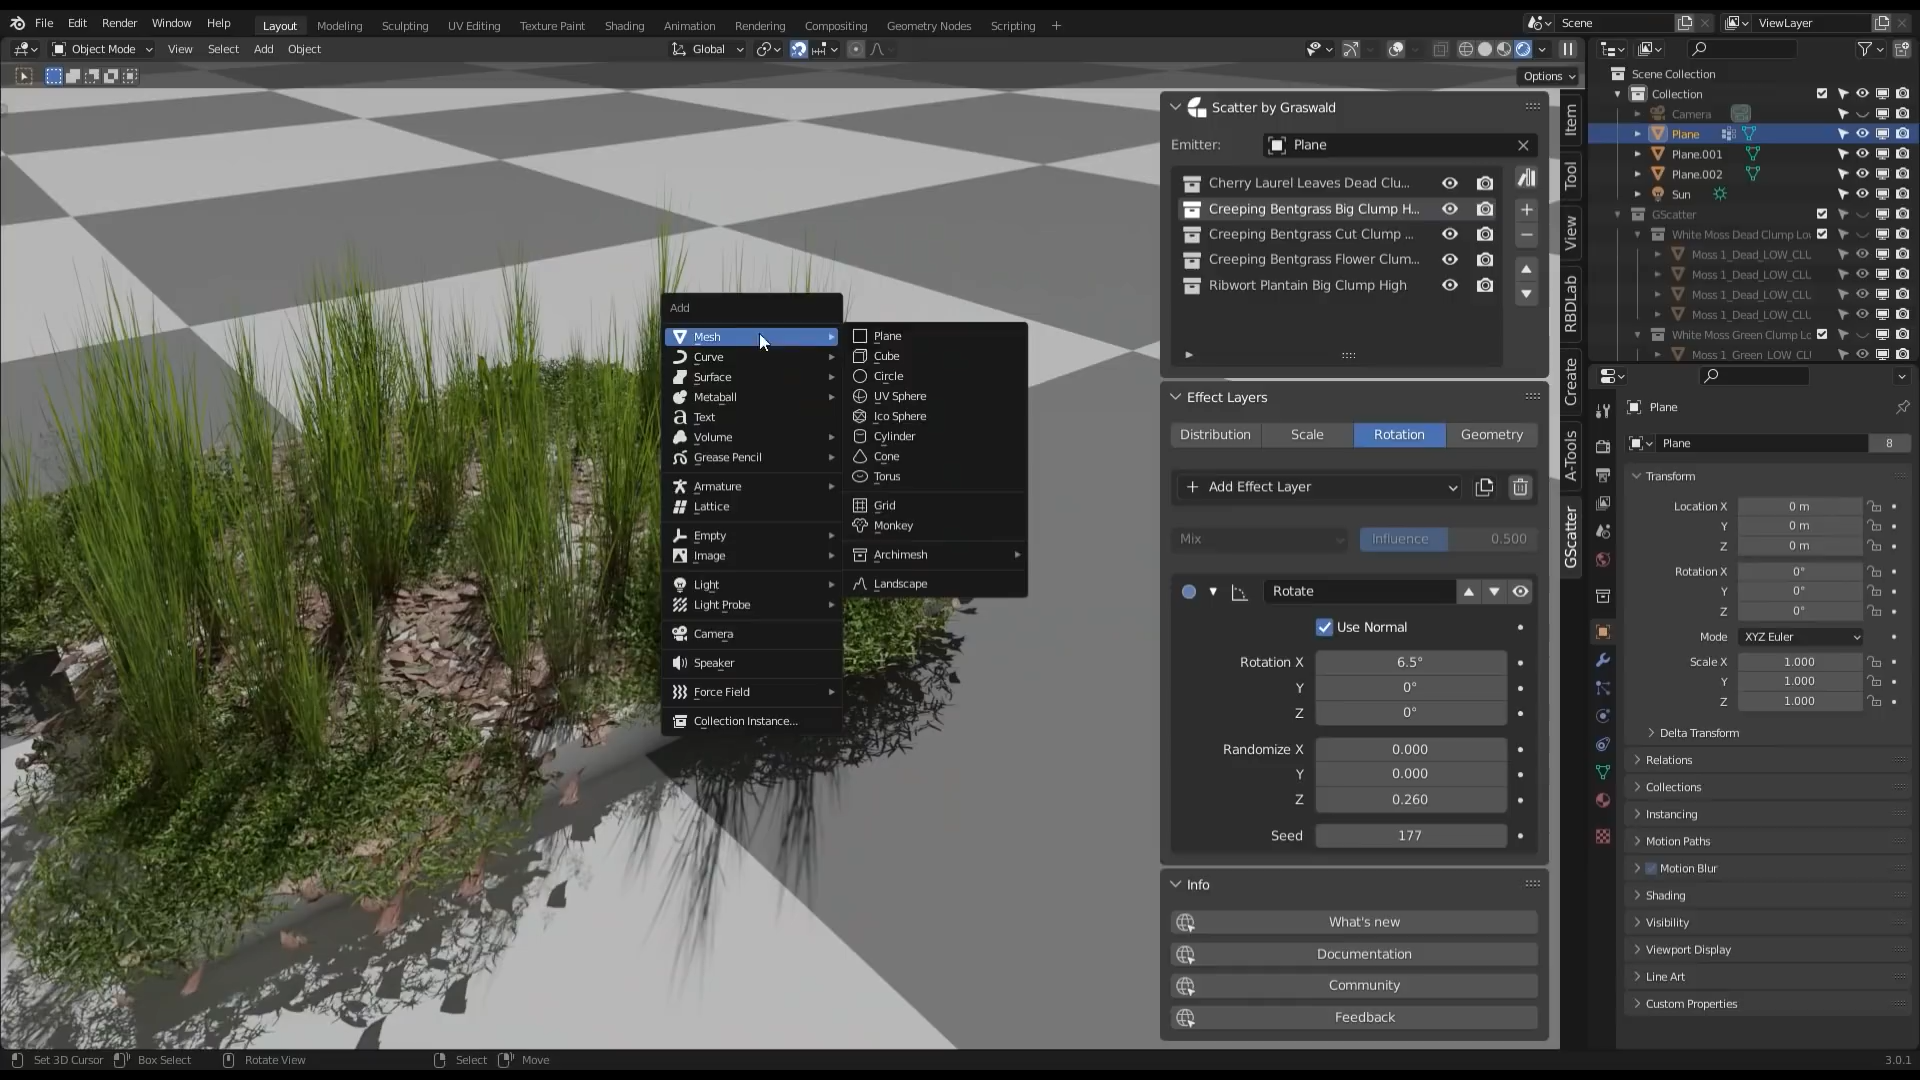 File Edit Render Window Help Layout Modeling Sculpting UV Editing Texture Paint Shading Animation Rendering Compositing Geometry Nodes Scripting + Scene ViewLayer
Object Mode View Select Add Object Global
Options
Scene Collection
Collection
Camera
Plane
Plane.001
Plane.002
Sun
GScatter
White Moss Dead Clump Lo
Moss 1_Dead_LOW_CLU
Moss 1_Dead_LOW_CLU
Moss 1_Dead_LOW_CLU
Moss 1_Dead_LOW_CLU
White Moss Green Clump Lo
Moss 1_Green_LOW_CLU
Scatter by Graswald
Emitter: Plane
Cherry Laurel Leaves Dead Clu...
Creeping Bentgrass Big Clump H...
Creeping Bentgrass Cut Clump ...
Creeping Bentgrass Flower Clum...
Ribwort Plantain Big Clump High
Effect Layers
Distribution Scale Rotation Geometry
Add Effect Layer
Mix Influence 0.500
Rotate
Use Normal
Rotation X 6.5°
Y 0°
Z 0°
Randomize X 0.000
Y 0.000
Z 0.260
Seed 177
Info
What's new
Documentation
Community
Feedback
Item
Tool
View
RBDLab
Create
A-Tools
GScatter
Add
Mesh
Curve
Surface
Metaball
Text
Volume
Grease Pencil
Armature
Lattice
Empty
Image
Light
Light Probe
Camera
Speaker
Force Field
Collection Instance...
Plane
Cube
Circle
UV Sphere
Ico Sphere
Cylinder
Cone
Torus
Grid
Monkey
Archimesh
Landscape
Plane
Plane 8
Transform
Location X 0 m
Y 0 m
Z 0 m
Rotation X 0°
Y 0°
Z 0°
Mode XYZ Euler
Scale X 1.000
Y 1.000
Z 1.000
Delta Transform
Relations
Collections
Instancing
Motion Paths
Motion Blur
Shading
Visibility
Viewport Display
Line Art
Custom Properties
Set 3D Cursor Box Select Rotate View Select Move 3.0.1